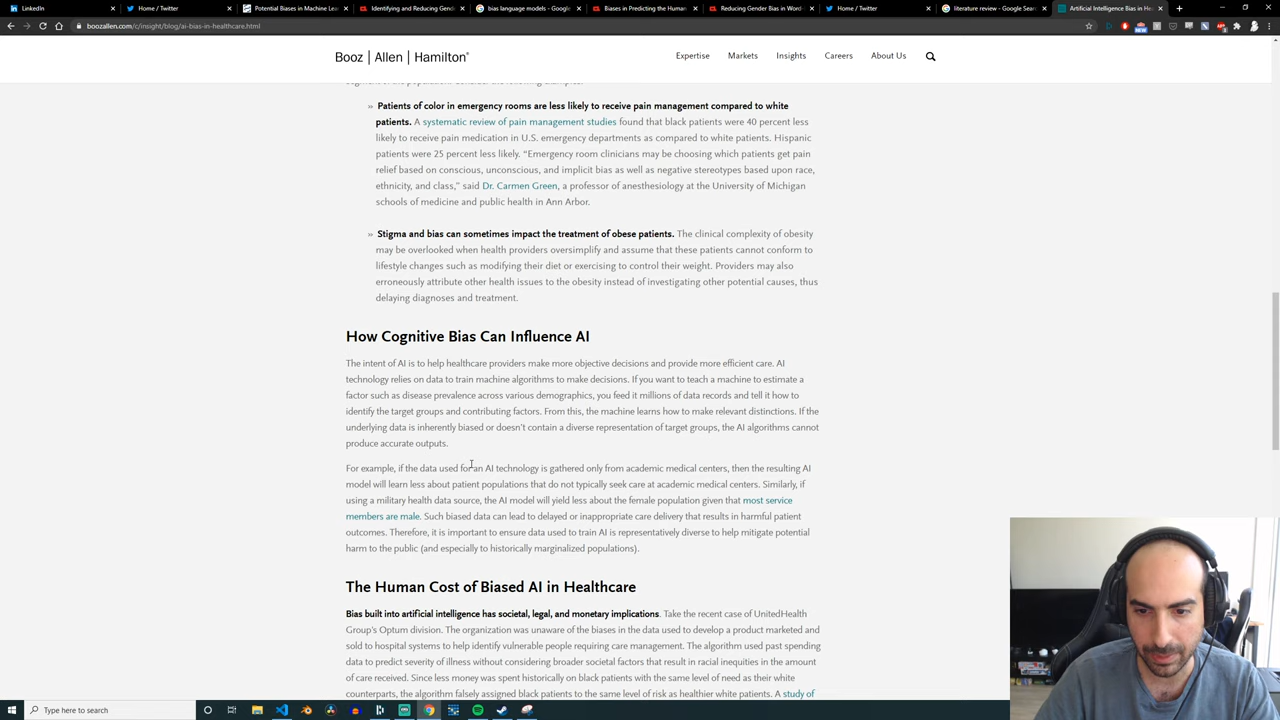 LinkedIn
Home / Twitter
Potential Biases in Machine Lea
Identifying and Reducing Gende
bias language models - Google
Biases in Predicting the Human
Reducing Gender Bias in Word-
Home / Twitter
literature review - Google Sear
Artificial Intelligence Bias in He
boozallen.com/c/insight/blog/ai-bias-in-healthcare.html
Booz | Allen | Hamilton®
Expertise
Markets
Insights
Careers
About Us
» Patients of color in emergency rooms are less likely to receive pain management compared to white
patients. A systematic review of pain management studies found that black patients were 40 percent less
likely to receive pain medication in U.S. emergency departments as compared to white patients. Hispanic
patients were 25 percent less likely. “Emergency room clinicians may be choosing which patients get pain
relief based on conscious, unconscious, and implicit bias as well as negative stereotypes based upon race,
ethnicity, and class,” said Dr. Carmen Green, a professor of anesthesiology at the University of Michigan
schools of medicine and public health in Ann Arbor.
» Stigma and bias can sometimes impact the treatment of obese patients. The clinical complexity of obesity
may be overlooked when health providers oversimplify and assume that these patients cannot conform to
lifestyle changes such as modifying their diet or exercising to control their weight. Providers may also
erroneously attribute other health issues to the obesity instead of investigating other potential causes, thus
delaying diagnoses and treatment.
How Cognitive Bias Can Influence AI
The intent of AI is to help healthcare providers make more objective decisions and provide more efficient care. AI
technology relies on data to train machine algorithms to make decisions. If you want to teach a machine to estimate a
factor such as disease prevalence across various demographics, you feed it millions of data records and tell it how to
identify the target groups and contributing factors. From this, the machine learns how to make relevant distinctions. If the
underlying data is inherently biased or doesn’t contain a diverse representation of target groups, the AI algorithms cannot
produce accurate outputs.
For example, if the data used for an AI technology is gathered only from academic medical centers, then the resulting AI
model will learn less about patient populations that do not typically seek care at academic medical centers. Similarly, if
using a military health data source, the AI model will yield less about the female population given that most service
members are male. Such biased data can lead to delayed or inappropriate care delivery that results in harmful patient
outcomes. Therefore, it is important to ensure data used to train AI is representatively diverse to help mitigate potential
harm to the public (and especially to historically marginalized populations).
The Human Cost of Biased AI in Healthcare
Bias built into artificial intelligence has societal, legal, and monetary implications. Take the recent case of UnitedHealth
Group’s Optum division. The organization was unaware of the biases in the data used to develop a product marketed and
sold to hospital systems to help identify vulnerable people requiring care management. The algorithm used past spending
data to predict severity of illness without considering broader societal factors that result in racial inequities in the amount
of care received. Since less money was spent historically on black patients with the same level of need as their white
counterparts, the algorithm falsely assigned black patients to the same level of risk as healthier white patients. A study of
Type here to search